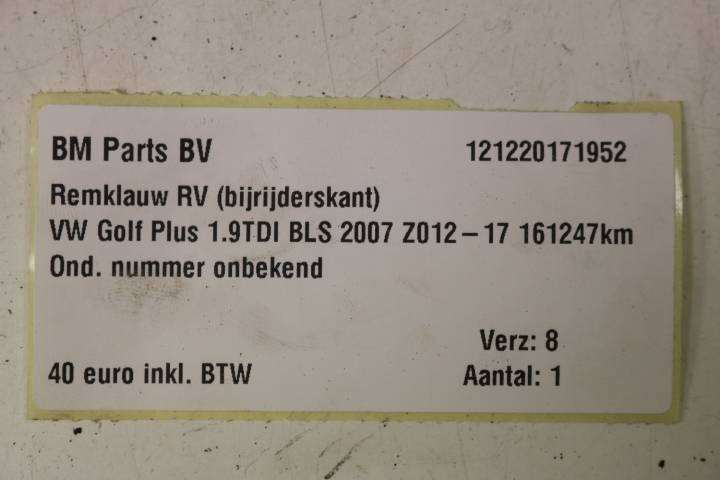 BM Parts BV 121220171952
Remklauw RV (bijrijderskant)
VW Golf Plus 1.9TDI BLS 2007 Z012-17 161247km
Ond. nummer onbekend
Verz: 8
40 euro inkl. BTW Aantal: 1